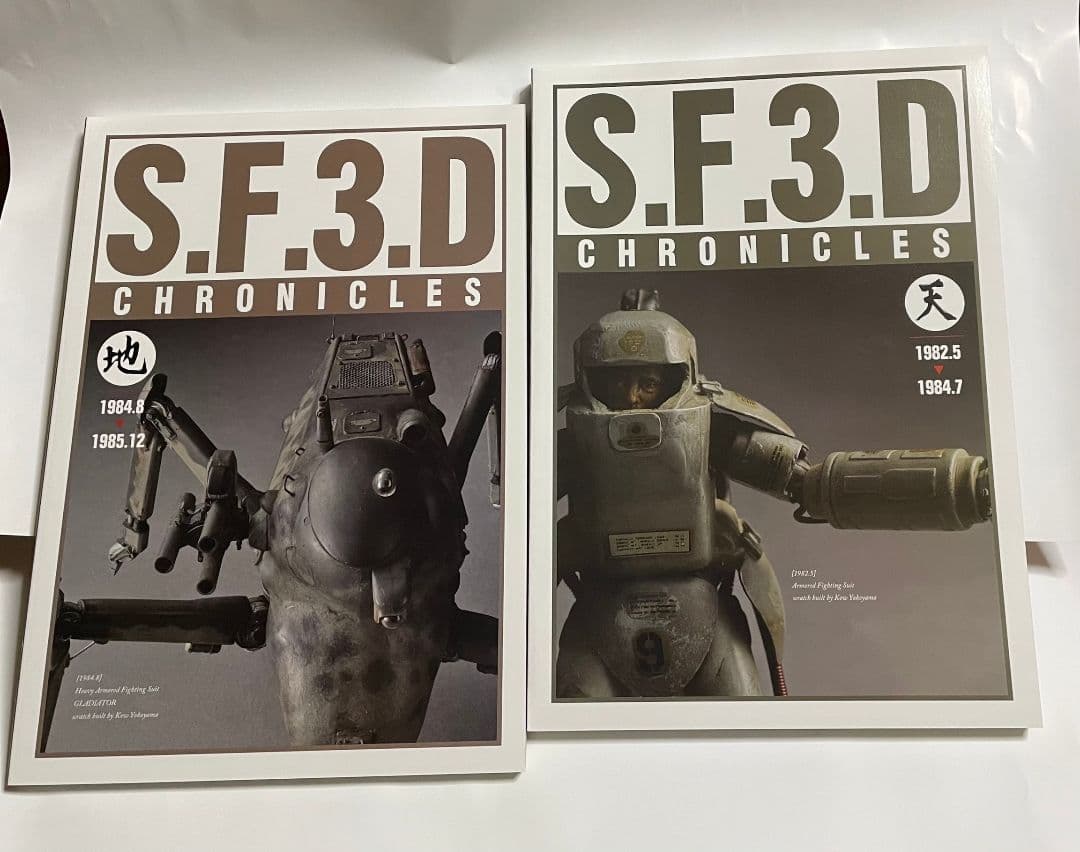 S.F.3.D
CHRONICLES
地
1984.8
1985.12
[1984.8]
Heavy Armored Fighting Suit
GLADIATOR
scratch built by Kow Yokoyama
S.F.3.D
CHRONICLES
天
1982.5
1984.7
[1982.5]
Armored Fighting Suit
scratch built by Kow Yokoyama
9